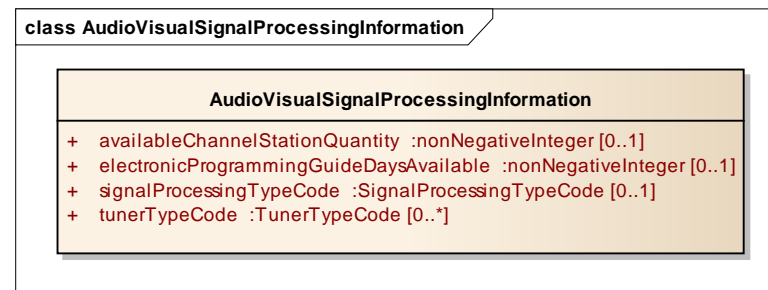 class AudioVisualSignalProcessingInformation
AudioVisualSignalProcessingInformation
+ availableChannelStationQuantity :nonNegativeInteger [0..1]
+ electronicProgrammingGuideDaysAvailable :nonNegativeInteger [0..1]
+ signalProcessingTypeCode :SignalProcessingTypeCode [0..1]
+ tunerTypeCode :TunerTypeCode [0..*]